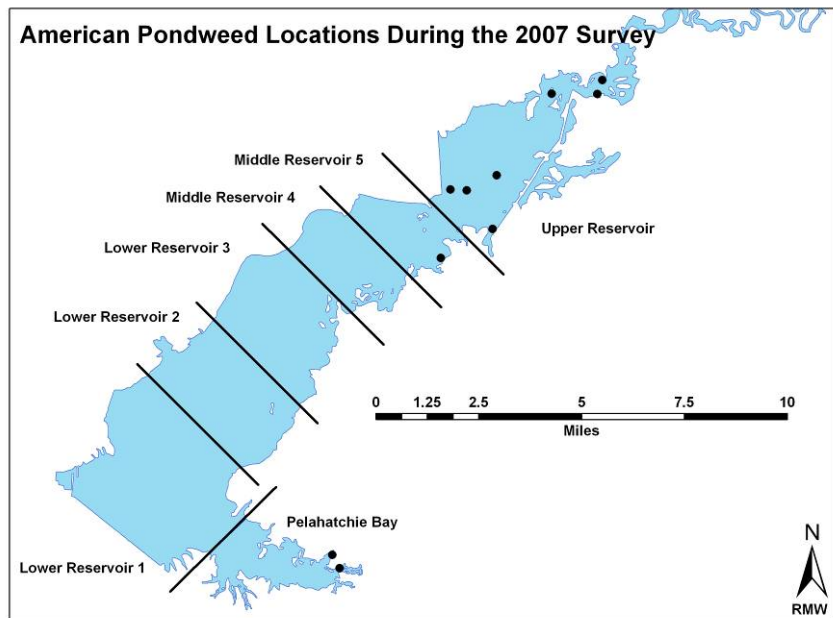 American Pondweed Locations During the 2007 Survey
Middle Reservoir 5
Middle Reservoir 4
Upper Reservoir
Lower Reservoir 3
Lower Reservoir 2
0 1.25 2.5 5 7.5 10
Miles
Pelahatchie Bay
Lower Reservoir 1
N
RMW